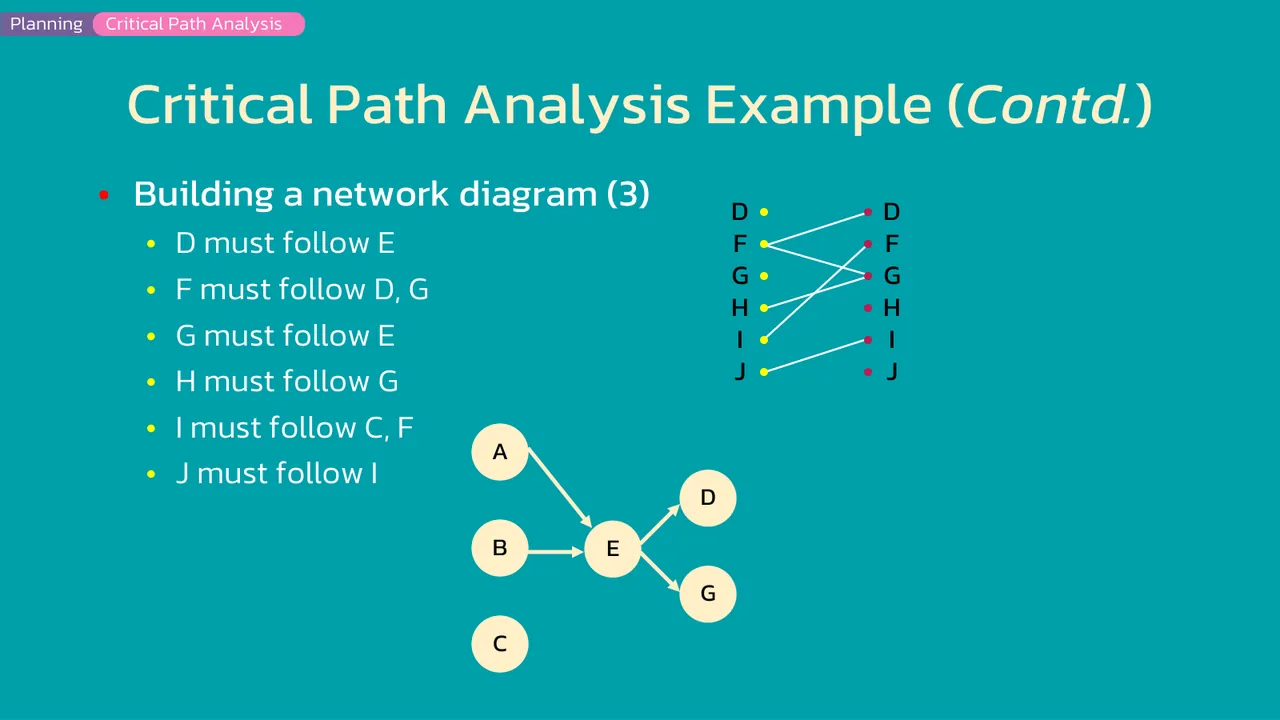 Planning Critical Path Analysis
Critical Path Analysis Example (Contd.)
• Building a network diagram (3)
• D must follow E
• F must follow D, G
• G must follow E
• H must follow G
• I must follow C, F
• J must follow I
D D
F F
G G
H H
I I
J J
A
D
B
E
G
C